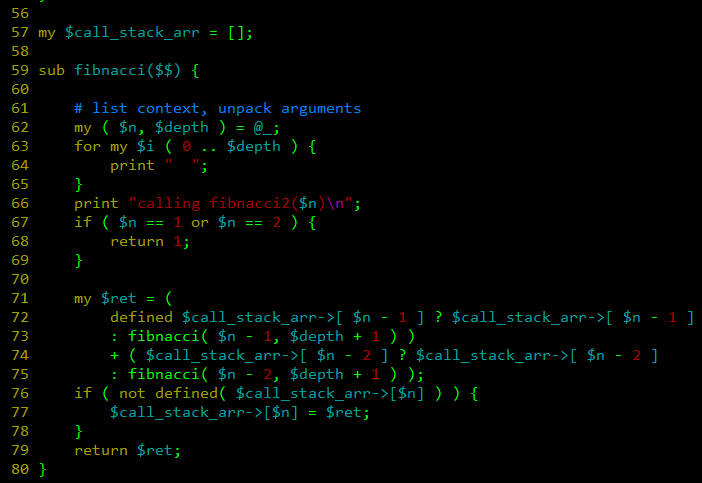 56
57 my $call_stack_arr = [];
58
59 sub fibnacci($$) {
60
61     # list context, unpack arguments
62     my ( $n, $depth ) = @_;
63     for my $i ( 0 .. $depth ) {
64         print "  ";
65     }
66     print "calling fibnacci2($n)\n";
67     if ( $n == 1 or $n == 2 ) {
68         return 1;
69     }
70
71     my $ret = (
72         defined $call_stack_arr->[ $n - 1 ] ? $call_stack_arr->[ $n - 1 ]
73         : fibnacci( $n - 1, $depth + 1 ) )
74         + ( $call_stack_arr->[ $n - 2 ] ? $call_stack_arr->[ $n - 2 ]
75         : fibnacci( $n - 2, $depth + 1 ) );
76     if ( not defined( $call_stack_arr->[$n] ) ) {
77         $call_stack_arr->[$n] = $ret;
78     }
79     return $ret;
80 }